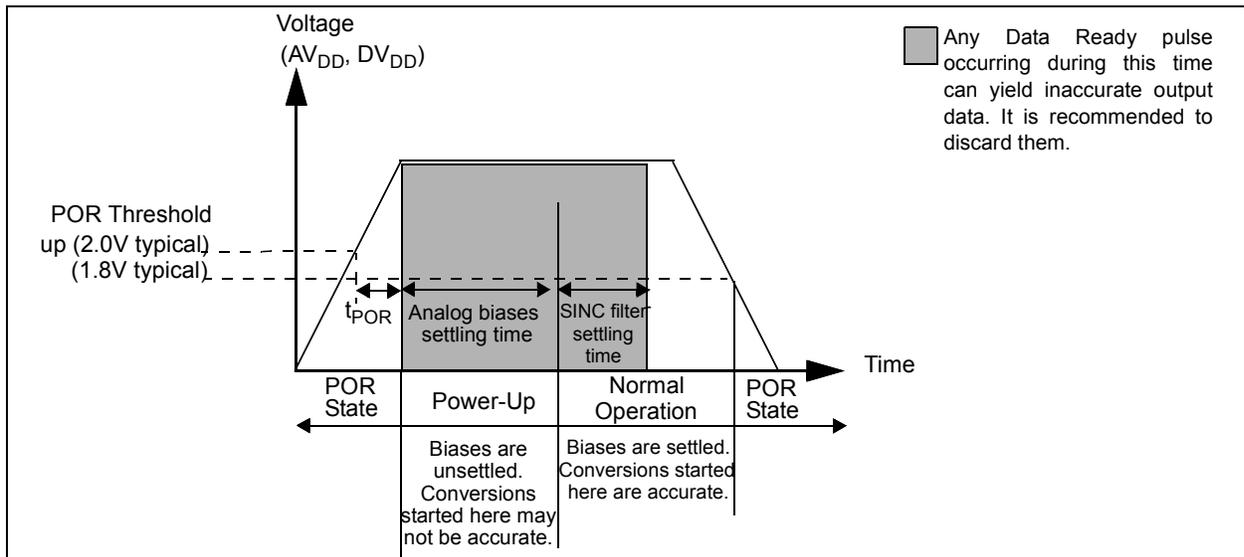 Voltage
(AVDD, DVDD)
Any Data Ready pulse
occurring during this time
can yield inaccurate output
data. It is recommended to
discard them.
POR Threshold
up (2.0V typical)
(1.8V typical)
tPOR
Analog biases
settling time
SINC filter
settling
time
Time
POR
State
Power-Up
Normal
Operation
POR
State
Biases are
unsettled.
Conversions
started here may
not be accurate.
Biases are settled.
Conversions started
here are accurate.